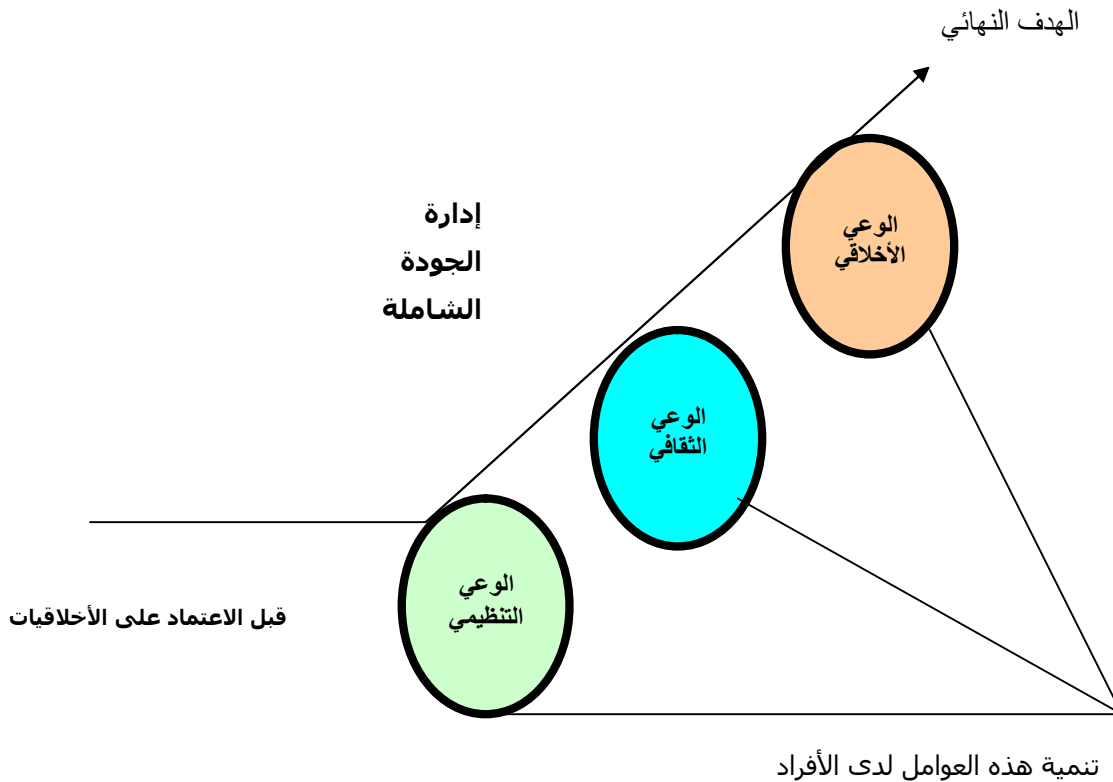 الهدف النهائي
إدارة
الجودة
الشاملة
الوعي
الأخلاقي
الوعي
الثقافي
الوعي
التنظيمي
قبل الاعتماد على الأخلاقيات
تنمية هذه العوامل لدى الأفراد